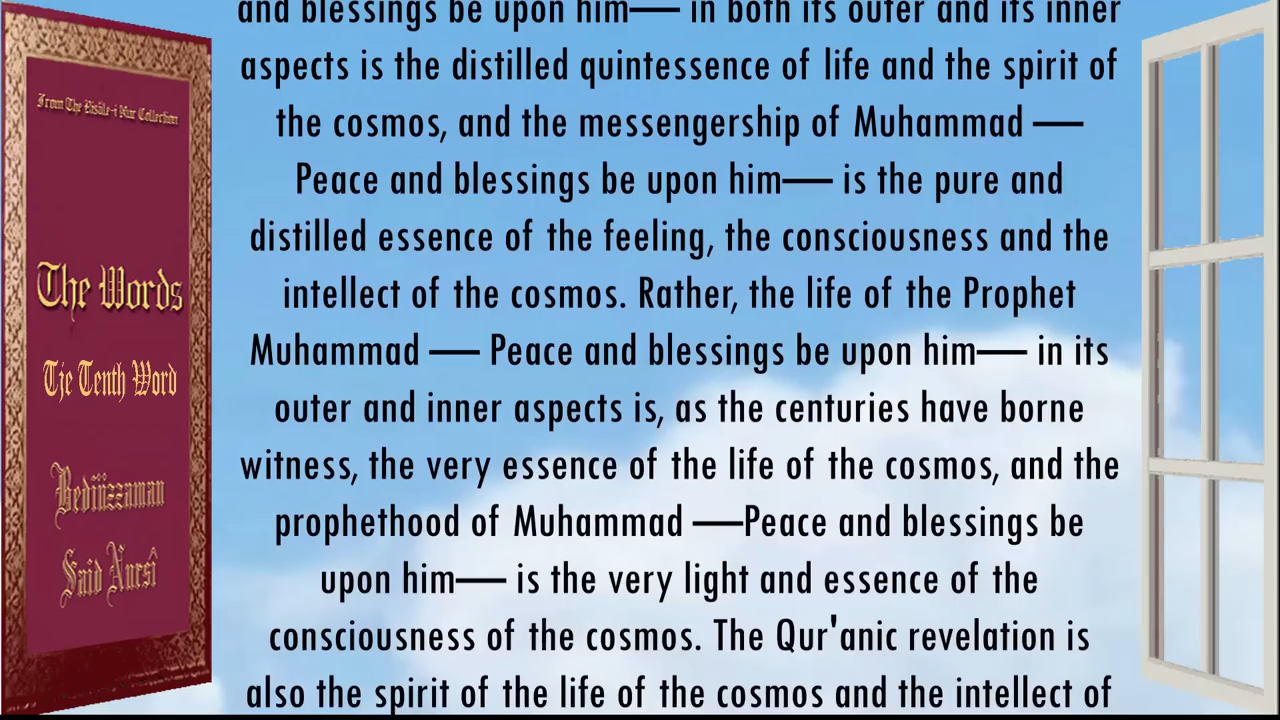 From The Risâle-i Nur Collection
The Words
Tje Tenth Word
Bediüzzaman
Said Nursî
and blessings be upon him—— in both its outer and its inner
aspects is the distilled quintessence of life and the spirit of
the cosmos, and the messengership of Muhammad ——
Peace and blessings be upon him—— is the pure and
distilled essence of the feeling, the consciousness and the
intellect of the cosmos. Rather, the life of the Prophet
Muhammad —— Peace and blessings be upon him—— in its
outer and inner aspects is, as the centuries have borne
witness, the very essence of the life of the cosmos, and the
prophethood of Muhammad ——Peace and blessings be
upon him—— is the very light and essence of the
consciousness of the cosmos. The Qur'anic revelation is
also the spirit of the life of the cosmos and the intellect of